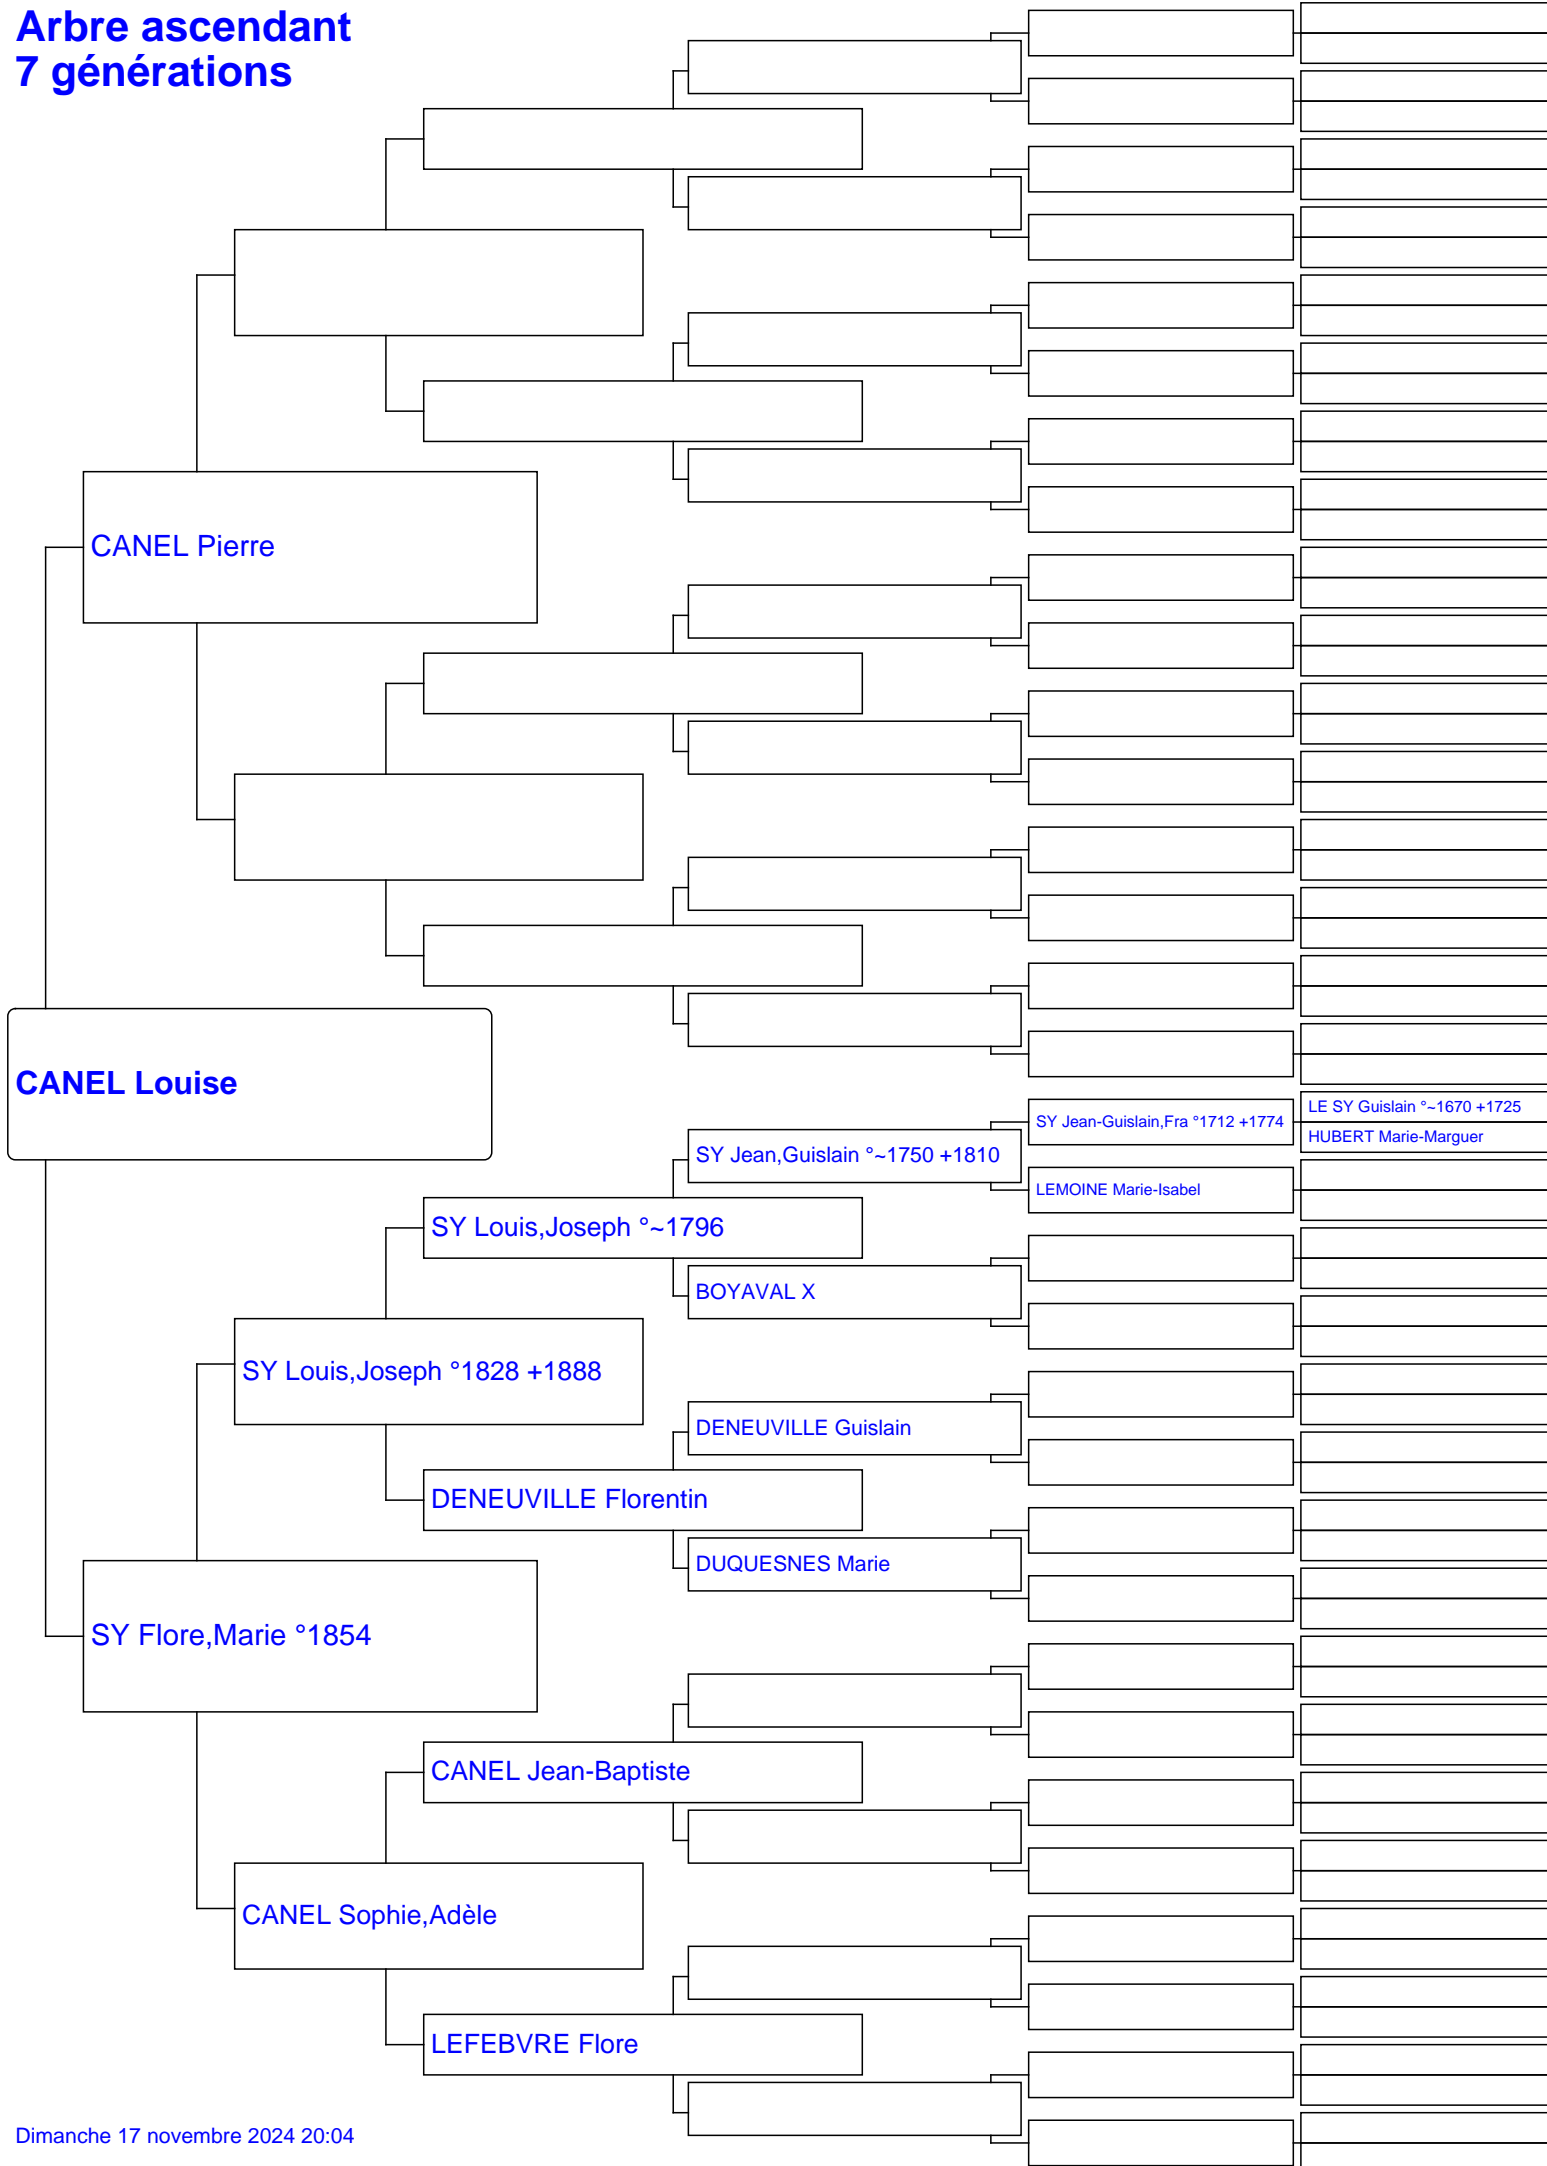 Arbre ascendant
7 générations
CANEL Pierre
CANEL Louise
LE SY Guislain °~1670 +1725
SY Jean-Guislain,Fra °1712 +1774
HUBERT Marie-Marguer
SY Jean,Guislain °~1750 +1810
LEMOINE Marie-Isabel
SY Louis,Joseph °~1796
BOYAVAL X
SY Louis,Joseph °1828 +1888
DENEUVILLE Guislain
DENEUVILLE Florentin
DUQUESNES Marie
SY Flore,Marie °1854
CANEL Jean-Baptiste
CANEL Sophie,Adèle
LEFEBVRE Flore
Dimanche 17 novembre 2024 20:04